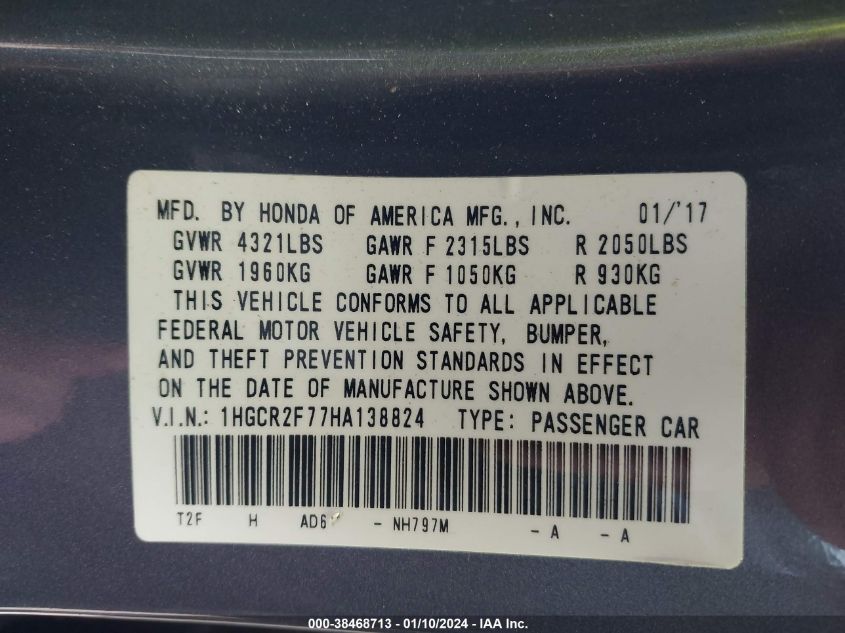 MFD. BY HONDA OF AMERICA MFG., INC. 01/'17
GVWR 4321LBS GAWR F 2315LBS R 2050LBS
GVWR 1960KG GAWR F 1050KG R 930KG
THIS VEHICLE CONFORMS TO ALL APPLICABLE
FEDERAL MOTOR VEHICLE SAFETY, BUMPER,
AND THEFT PREVENTION STANDARDS IN EFFECT
ON THE DATE OF MANUFACTURE SHOWN ABOVE.
V.I.N.: 1HGCR2F77HA138824 TYPE: PASSENGER CAR
T2F H - NH797M - A - A
000-38468713 - 01/10/2024 - IAA Inc.